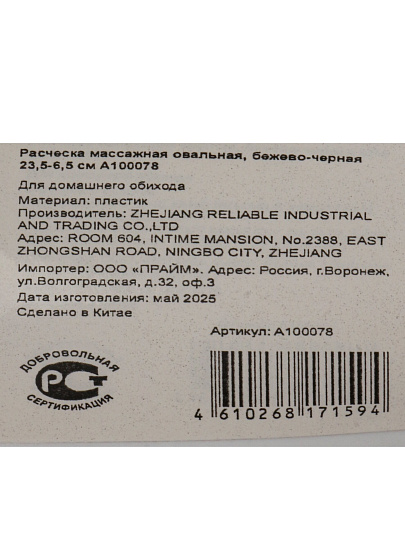 Расческа массажная овальная, бежево-черная
23,5-6,5 см А100078
Для домашнего обихода
Материал: пластик
Производитель: ZHEJIANG RELIABLE INDUSTRIAL
AND TRADING CO.,LTD
Адрес: ROOM 604, INTIME MANSION, No.2388, EAST
ZHONGSHAN ROAD, NINGBO CITY, ZHEJIANG
Импортер: ООО «ПРАЙМ». Адрес: Россия, г.Воронеж,
ул.Волгоградская, д.32, оф.3
Дата изготовления: май 2025
Сделано в Китае
Артикул: А100078
ДОБРОВОЛЬНАЯ
РСТ
СЕРТИФИКАЦИЯ
4 610268 171594